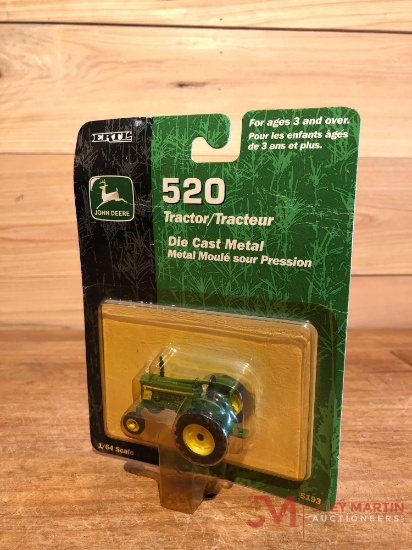 ERTL
For ages 3 and over.
Pour les enfants âgés
de 3 ans et plus.
JOHN DEERE
520
Tractor/Tracteur
Die Cast Metal
Métal Moulé sour Pression
1/64 Scale
5193
EY MARTIN
AUCTIONEERS